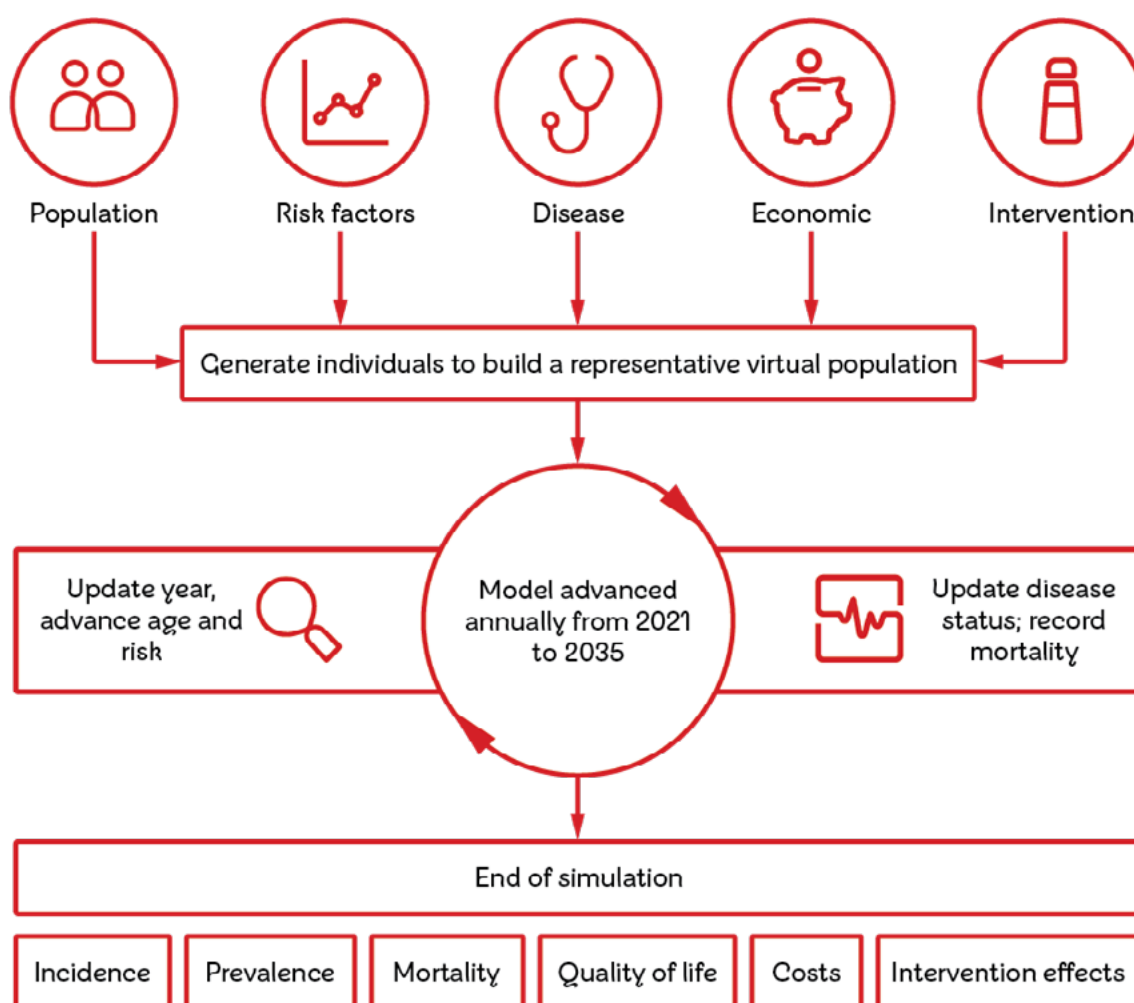 Population
Risk factors
Disease
Economic
Intervention
Generate individuals to build a representative virtual population
Update year,
advance age and
risk
Model advanced
annually from 2021
to 2035
Update disease
status; record
mortality
End of simulation
Incidence
Prevalence
Mortality
Quality of life
Costs
Intervention effects